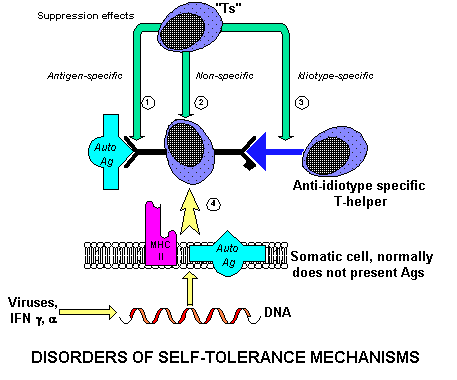 "Ts"
Suppression effects
Antigen-specific
Non-specific
Idiotype-specific
1
2
3
Auto
Ag
Anti-idiotype specific
T-helper
4
MHC
II
Auto
Ag
Somatic cell, normally
does not present Ags
Viruses,
IFN γ, α
DNA
DISORDERS OF SELF-TOLERANCE MECHANISMS